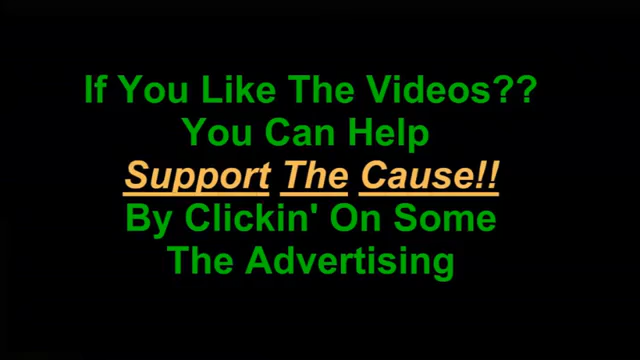 If You Like The Videos??
You Can Help
Support The Cause!!
By Clickin' On Some
The Advertising